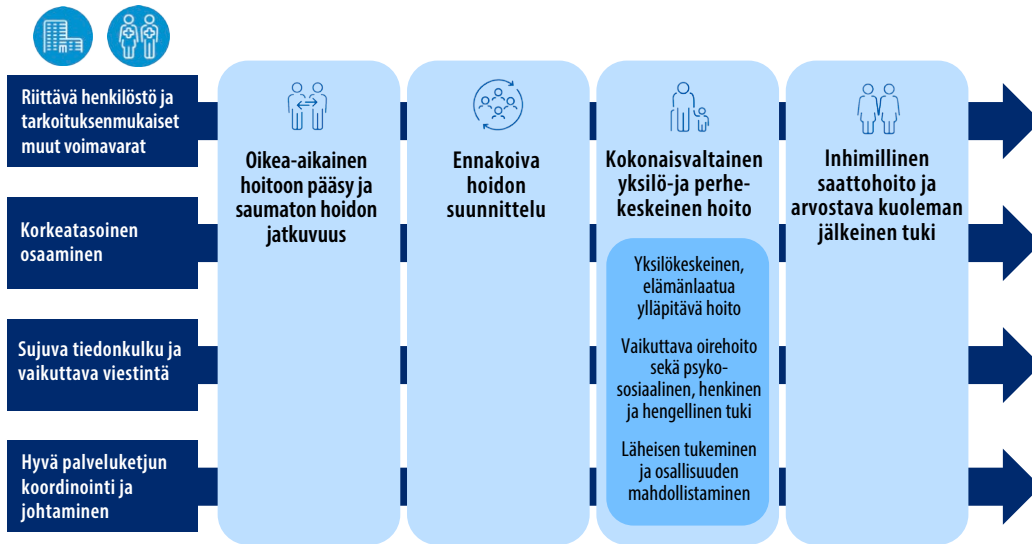 Riittävä henkilöstö ja
tarkoituksenmukaiset
muut voimavarat
Korkeatasoinen
osaaminen
Sujuva tiedonkulku ja
vaikuttava viestintä
Hyvä palveluketjun
koordinointi ja
johtaminen
Oikea-aikainen
hoitoon pääsy ja
saumaton hoidon
jatkuvuus
Ennakoiva
hoidon
suunnittelu
Kokonaisvaltainen
yksilö-ja perhe-
keskeinen hoito
Yksilökeskeinen,
elämänlaatua
ylläpitävä hoito
Vaikuttava oirehoito
sekä psyko-
sosiaalinen, henkinen
ja hengellinen tuki
Läheisen tukeminen
ja osallisuuden
mahdollistaminen
Inhimillinen
saattohoito ja
arvostava kuoleman
jälkeinen tuki